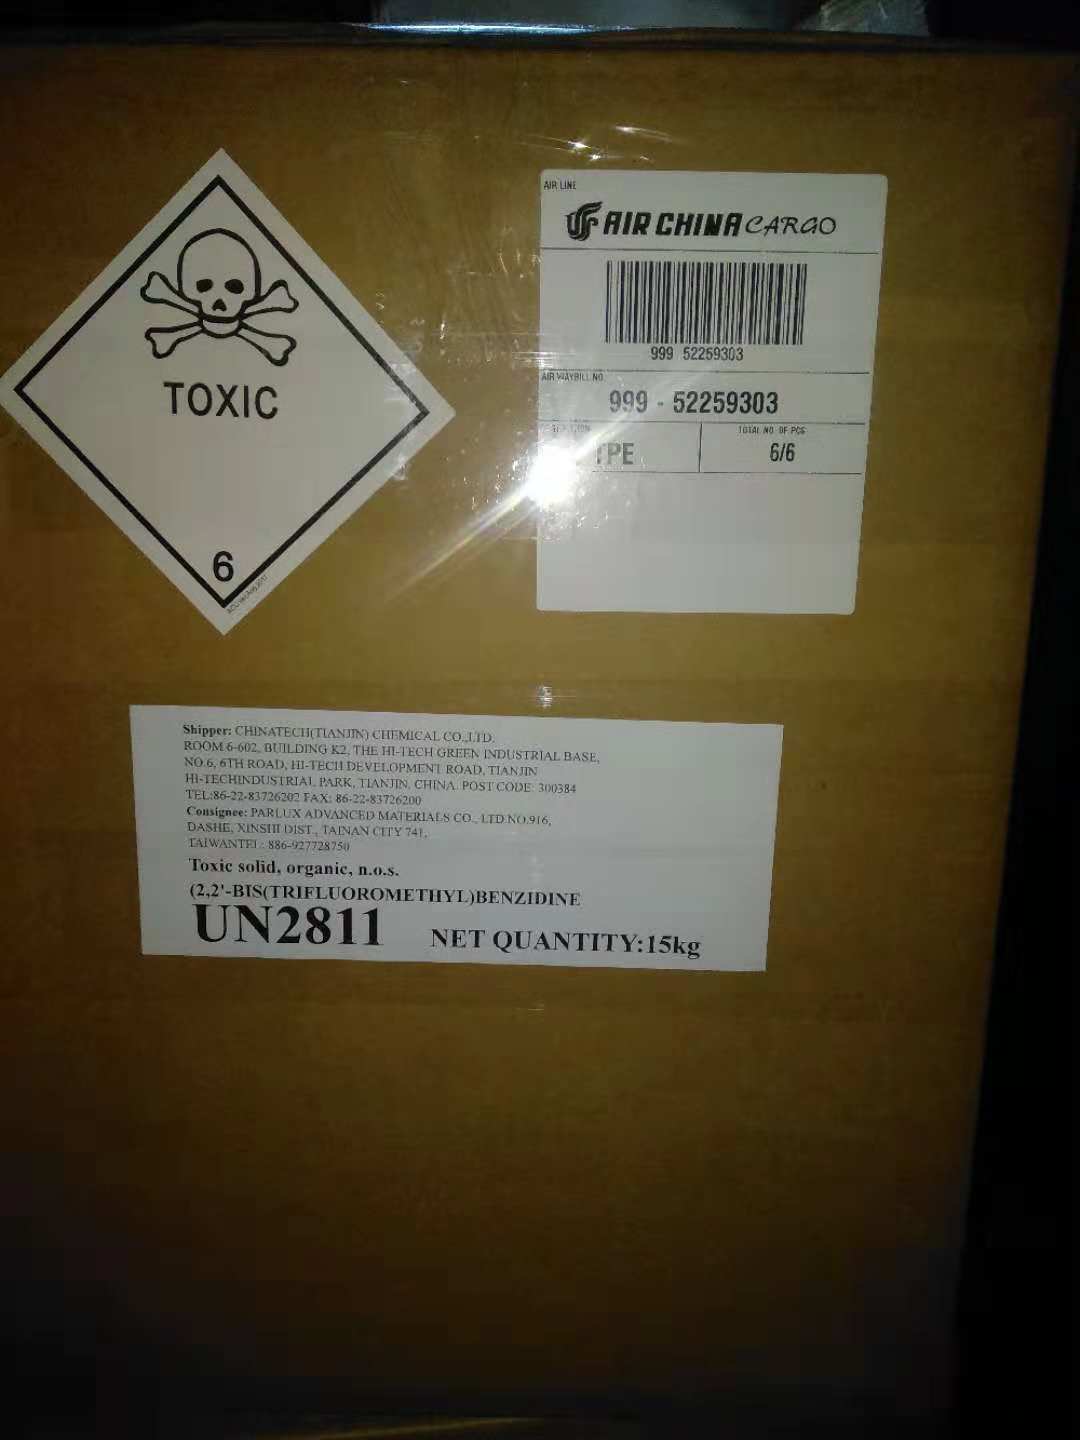 TOXIC
6
AIR LINE
AIR CHINA CARGO
999 52259303
AIR WAYBILL NO.
999 - 52259303
TOTAL NO. OF PCS
TPE
6/6
Shipper: CHINATECH(TIANJIN) CHEMICAL CO.,LTD.
ROOM 6-602, BUILDING K2, THE HI-TECH GREEN INDUSTRIAL BASE,
NO.6, 6TH ROAD, HI-TECH DEVELOPMENT ROAD, TIANJIN
HI-TECHINDUSTRIAL PARK, TIANJIN, CHINA. POST CODE: 300384
TEL:86-22-83726202 FAX: 86-22-83726200
Consignee: PARLUX ADVANCED MATERIALS CO., LTD NO.916,
DASHE, XINSHI DIST., TAINAN CITY 741,
TAIWANTEL: 886-927728750
Toxic solid, organic, n.o.s.
(2,2'-BIS(TRIFLUOROMETHYL)BENZIDINE
UN2811 NET QUANTITY:15kg